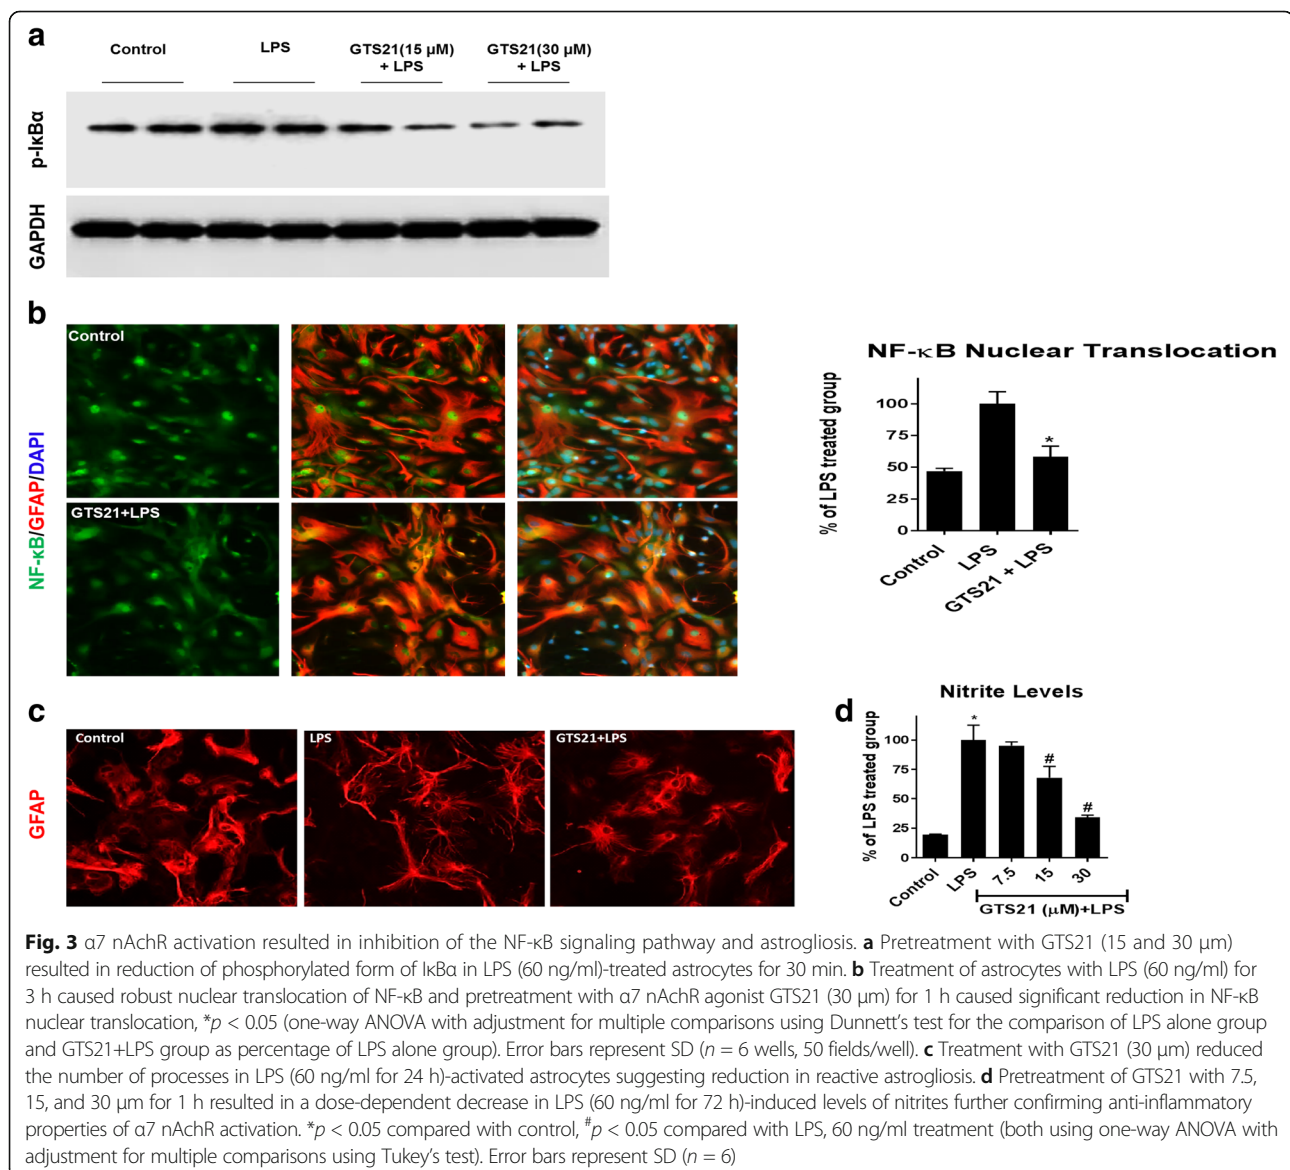 a
Control
LPS
GTS21(15 µM)
+ LPS
GTS21(30 µM)
+ LPS
p-IκBα
GAPDH
b
Control
GTS21+LPS
NF-κB/GFAP/DAPI
NF-κB Nuclear Translocation
% of LPS treated group
100
75
50
25
0
*
Control
LPS
GTS21 + LPS
c
Control
LPS
GTS21+LPS
GFAP
d
Nitrite Levels
% of LPS treated group
100
75
50
25
0
*
#
#
Control
LPS
7.5
15
30
GTS21 (µM)+LPS
Fig. 3 α7 nAchR activation resulted in inhibition of the NF-κB signaling pathway and astrogliosis. a Pretreatment with GTS21 (15 and 30 μm)
resulted in reduction of phosphorylated form of IκBα in LPS (60 ng/ml)-treated astrocytes for 30 min. b Treatment of astrocytes with LPS (60 ng/ml) for
3 h caused robust nuclear translocation of NF-κB and pretreatment with α7 nAchR agonist GTS21 (30 μm) for 1 h caused significant reduction in NF-κB
nuclear translocation, *p < 0.05 (one-way ANOVA with adjustment for multiple comparisons using Dunnett's test for the comparison of LPS alone group
and GTS21+LPS group as percentage of LPS alone group). Error bars represent SD (n = 6 wells, 50 fields/well). c Treatment with GTS21 (30 μm) reduced
the number of processes in LPS (60 ng/ml for 24 h)-activated astrocytes suggesting reduction in reactive astrogliosis. d Pretreatment of GTS21 with 7.5,
15, and 30 μm for 1 h resulted in a dose-dependent decrease in LPS (60 ng/ml for 72 h)-induced levels of nitrites further confirming anti-inflammatory
properties of α7 nAchR activation. *p < 0.05 compared with control, #p < 0.05 compared with LPS, 60 ng/ml treatment (both using one-way ANOVA with
adjustment for multiple comparisons using Tukey's test). Error bars represent SD (n = 6)